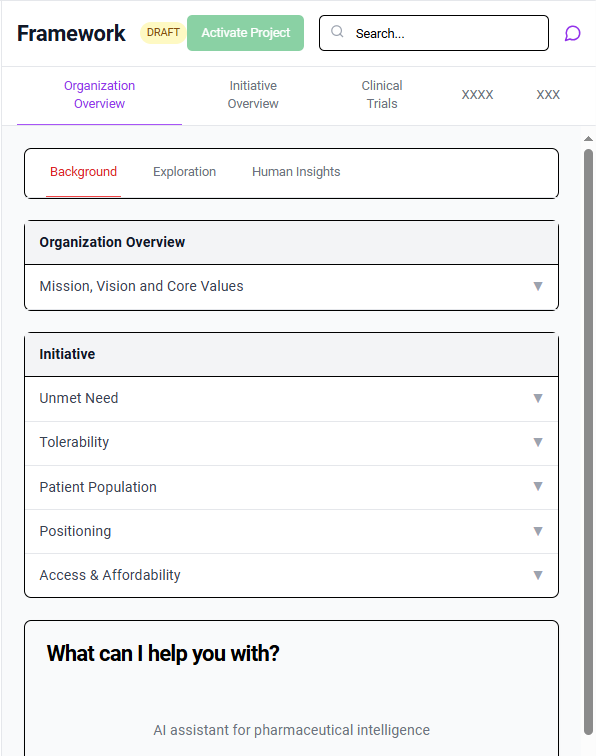 Framework
DRAFT
Activate Project
Search...
Organization
Overview
Initiative
Overview
Clinical
Trials
XXXX
XXX
Background
Exploration
Human Insights
Organization Overview
Mission, Vision and Core Values
Initiative
Unmet Need
Tolerability
Patient Population
Positioning
Access & Affordability
What can I help you with?
AI assistant for pharmaceutical intelligence